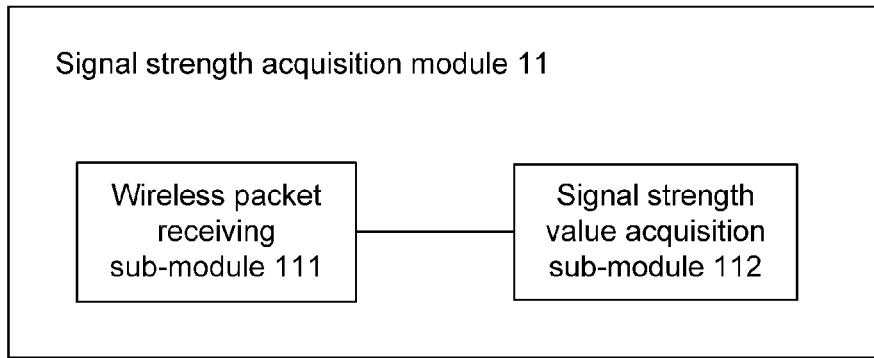 Signal strength acquisition module 11
Wireless packet
receiving
sub-module 111
Signal strength
value acquisition
sub-module 112